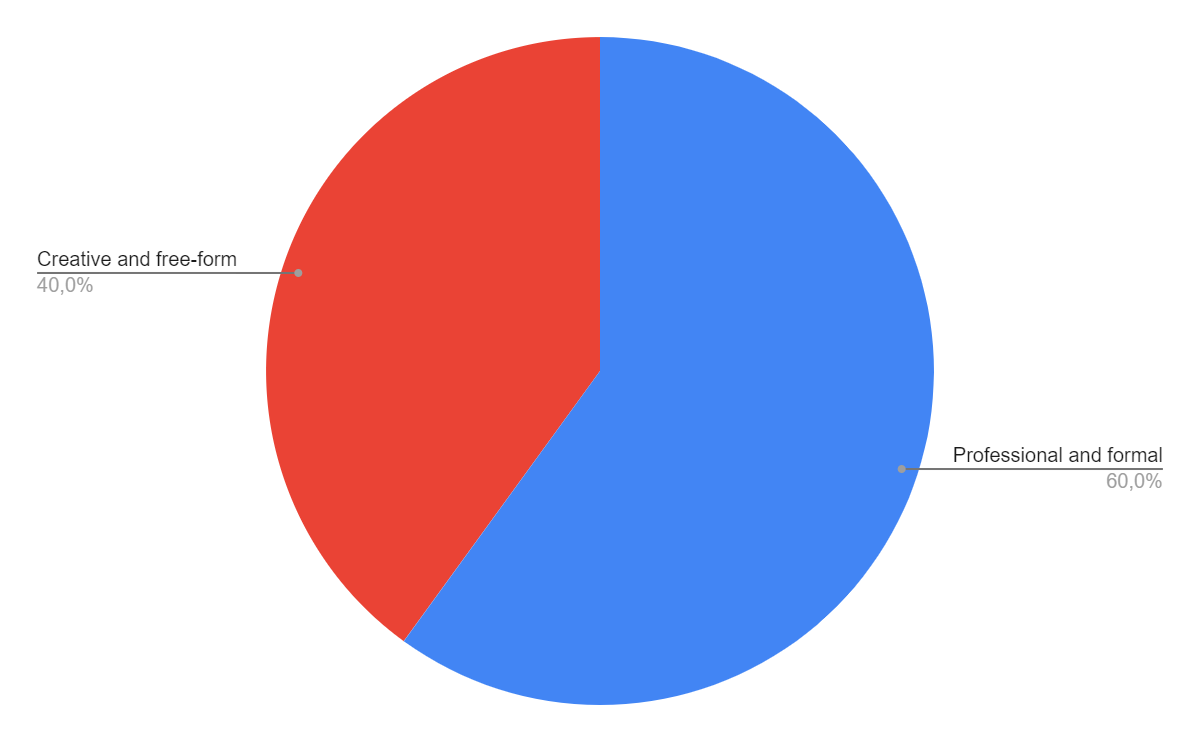 Creative and free-form
40,0%
Professional and formal
60,0%